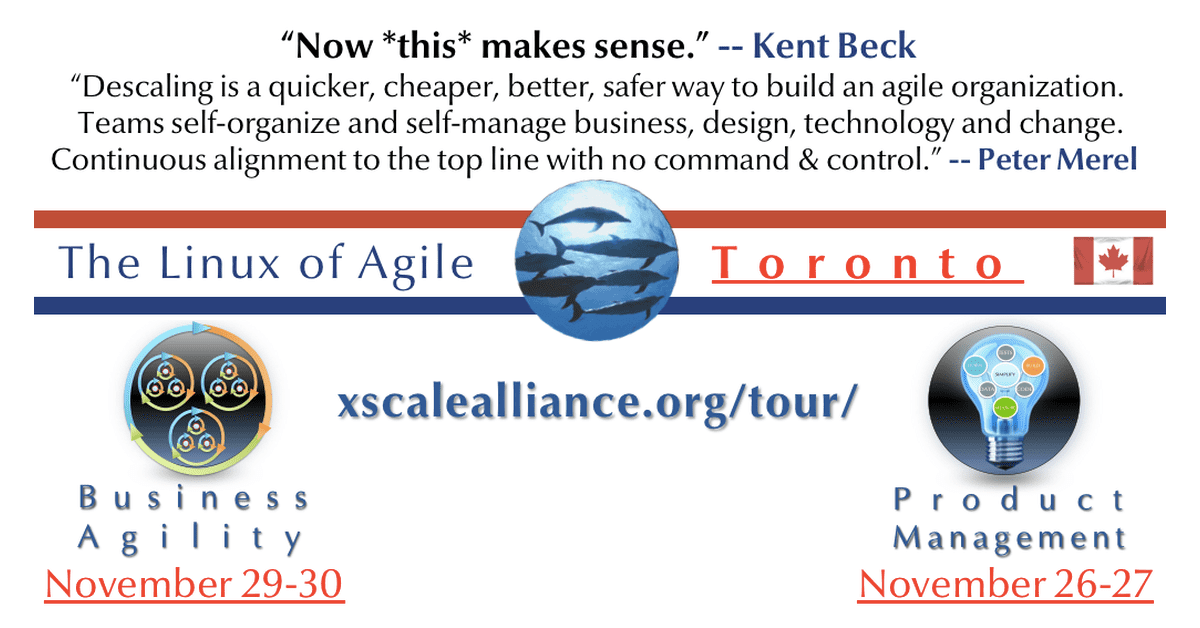 “Now *this* makes sense.” -- Kent Beck
“Descaling is a quicker, cheaper, better, safer way to build an agile organization.
Teams self-organize and self-manage business, design, technology and change.
Continuous alignment to the top line with no command & control.” -- Peter Merel
The Linux of Agile
Toronto
xscalealliance.org/tour/
SIMPLIFY
Business
Agility
November 29-30
Product
Management
November 26-27